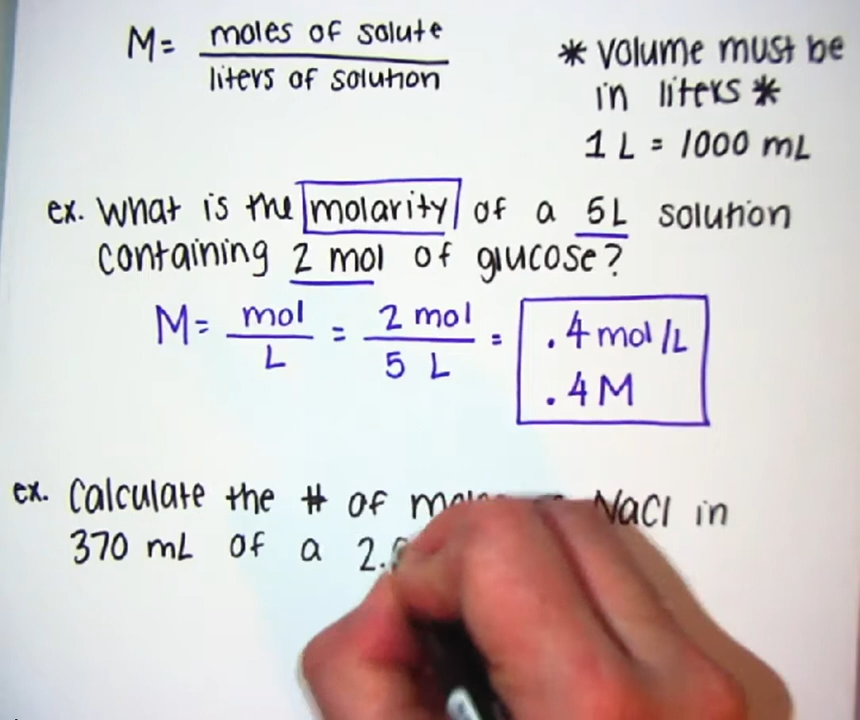 M= moles of solute / liters of solution
* volume must be
in liters *
1 L = 1000 mL
ex. What is the molarity of a 5L solution
containing 2 mol of glucose?
M= mol / L = 2 mol / 5 L = .4 mol/L
.4 M
ex. Calculate the # of NaCl in
370 mL of a 2.